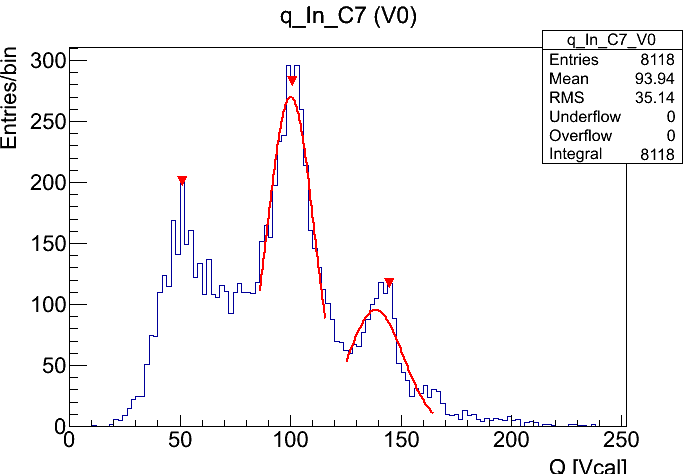 q_In_C7 (V0)
q_In_C7_V0
Entries 8118
Mean 93.94
RMS 35.14
Underflow 0
Overflow 0
Integral 8118
Entries/bin
300
250
200
150
100
50
0
0 50 100 150 200 250
Q [Vcal]